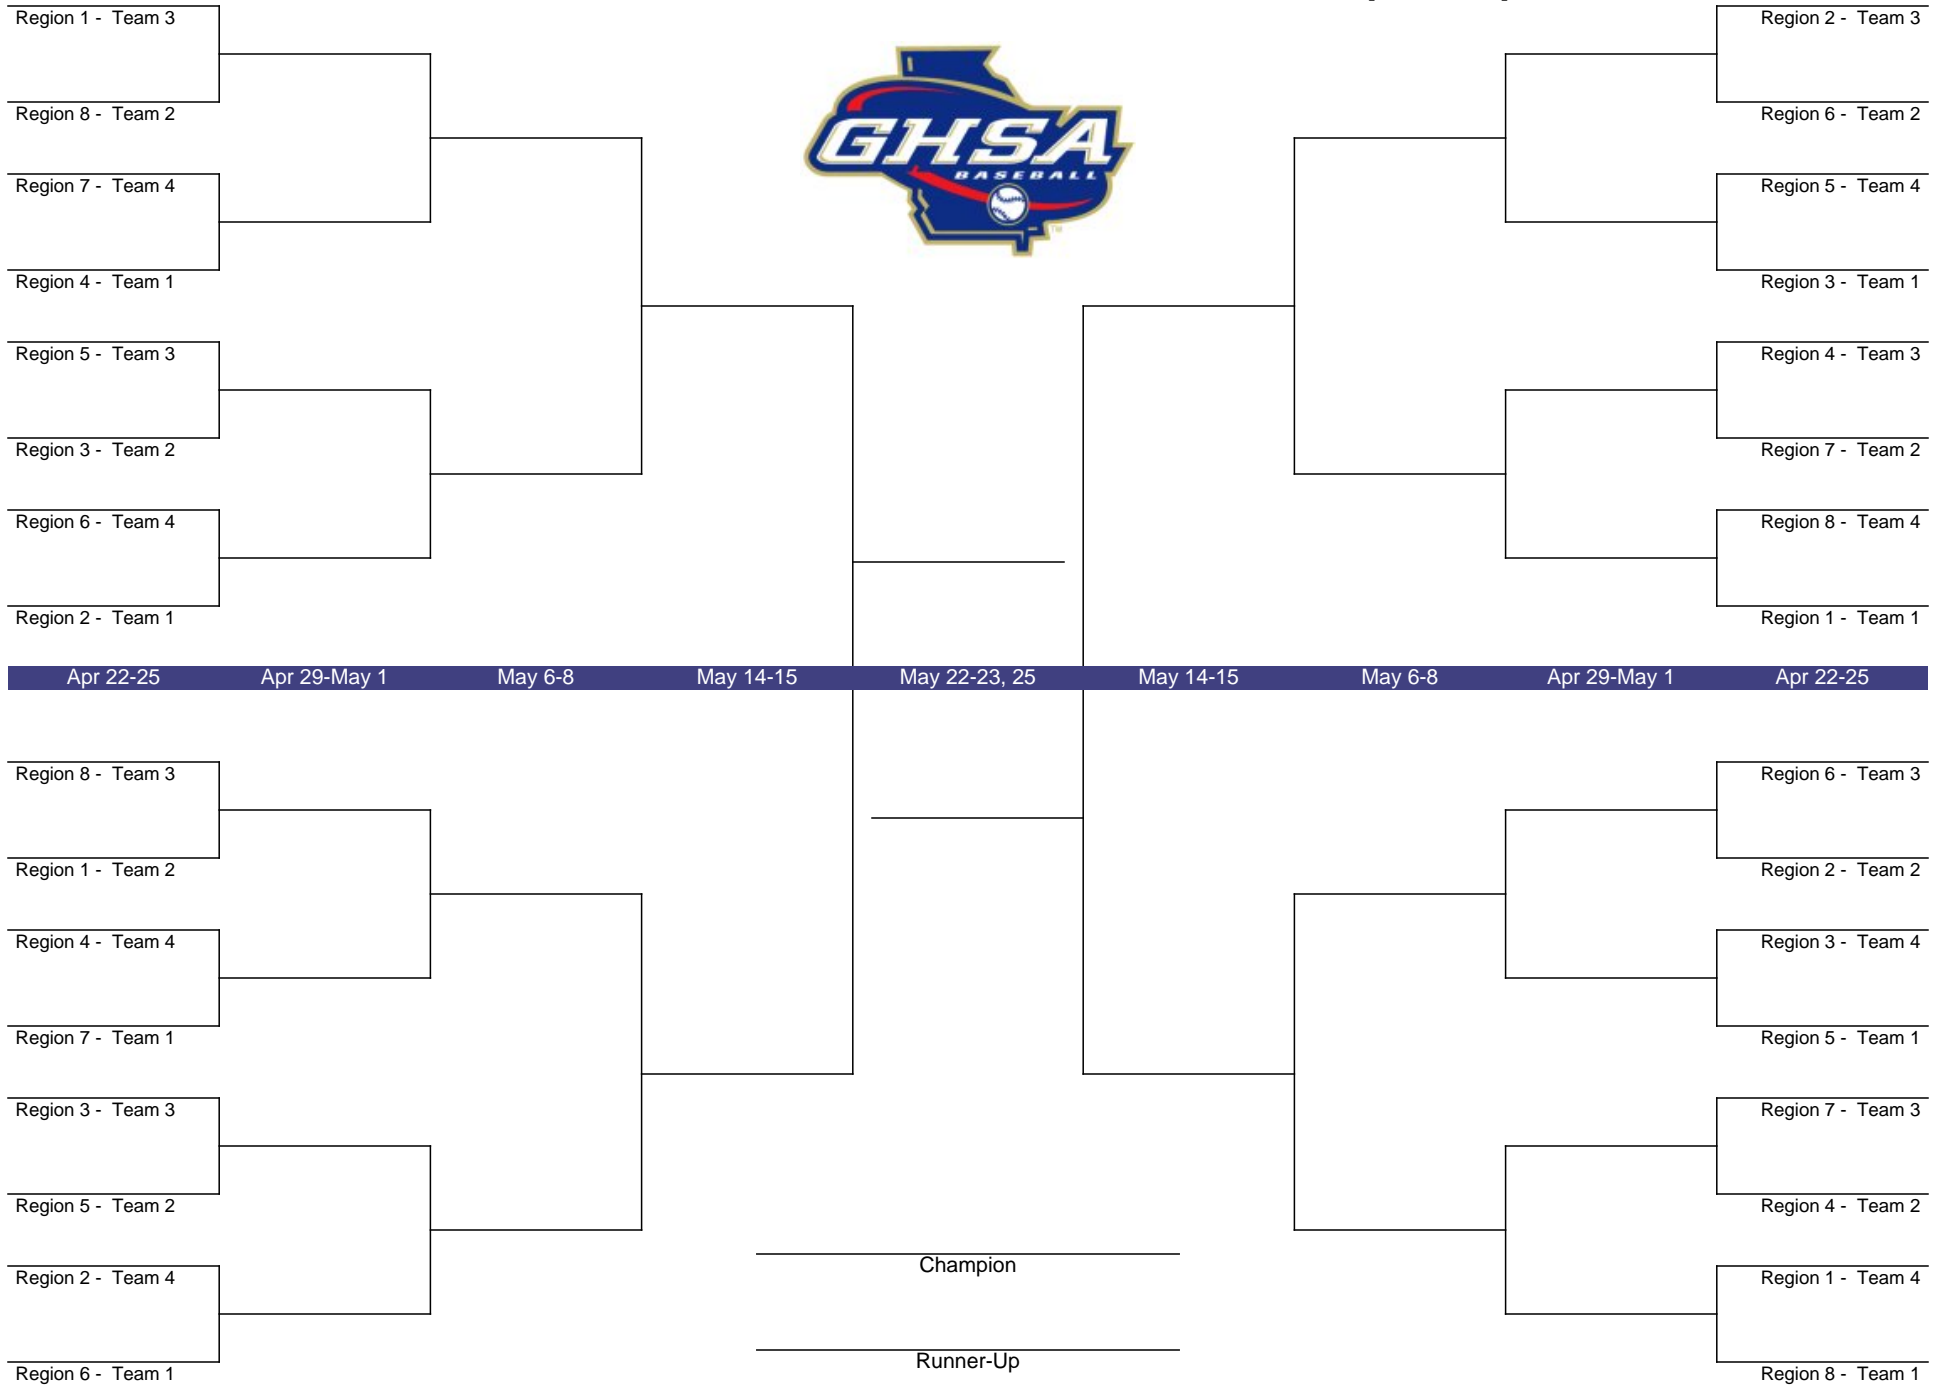 Region 1 - Team 3
Region 8 - Team 2
Region 7 - Team 4
Region 4 - Team 1
Region 5 - Team 3
Region 3 - Team 2
Region 6 - Team 4
Region 2 - Team 1
GHSA
BASEBALL
TM
Region 2 - Team 3
Region 6 - Team 2
Region 5 - Team 4
Region 3 - Team 1
Region 4 - Team 3
Region 7 - Team 2
Region 8 - Team 4
Region 1 - Team 1
Apr 22-25 Apr 29-May 1 May 6-8 May 14-15 May 22-23, 25 May 14-15 May 6-8 Apr 29-May 1 Apr 22-25
Region 8 - Team 3
Region 1 - Team 2
Region 4 - Team 4
Region 7 - Team 1
Region 3 - Team 3
Region 5 - Team 2
Region 2 - Team 4
Region 6 - Team 1
Champion
Runner-Up
Region 6 - Team 3
Region 2 - Team 2
Region 3 - Team 4
Region 5 - Team 1
Region 7 - Team 3
Region 4 - Team 2
Region 1 - Team 4
Region 8 - Team 1